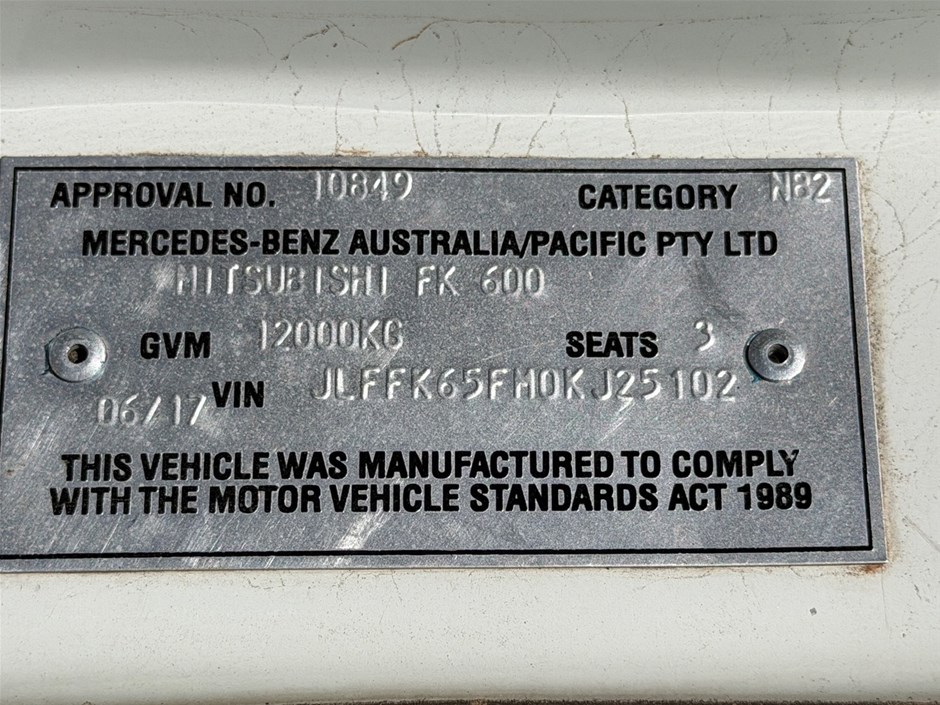 APPROVAL NO. 10849 CATEGORY NB2
MERCEDES-BENZ AUSTRALIA/PACIFIC PTY LTD
MITSUBISHI FK 600
GVM 12000KG SEATS 3
06/17 VIN JLFFK65FM0KJ25102
THIS VEHICLE WAS MANUFACTURED TO COMPLY
WITH THE MOTOR VEHICLE STANDARDS ACT 1989